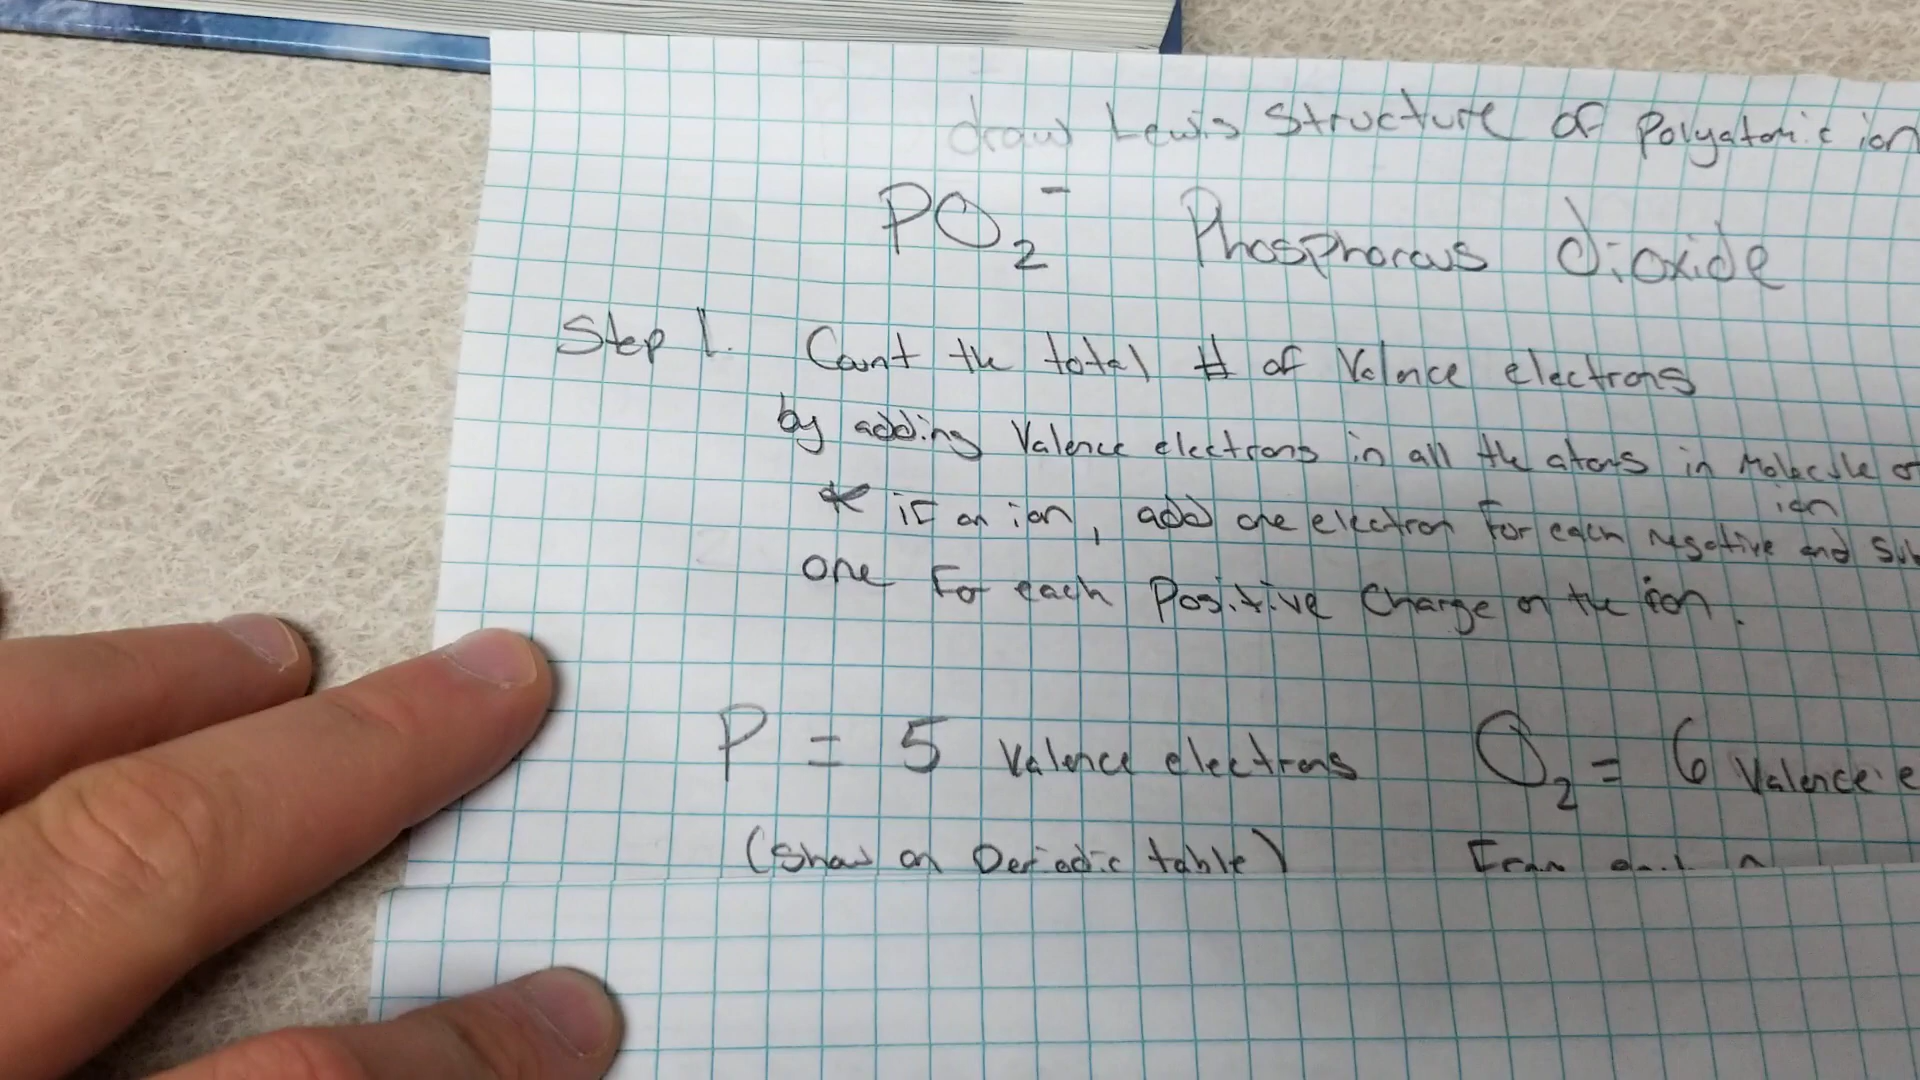 draw Lewis Structure of Polyatomic ion
PO₂⁻ Phosphorous dioxide
Step 1. Count the total # of Valence electrons
by adding Valence electrons in all the atoms in Molecule or
ion
* if an ion, add one electron for each negative and Sub
one for each Positive Charge on the ion.
P = 5 Valence electrons O₂ = 6 Valence e
(Show on Periodic table)